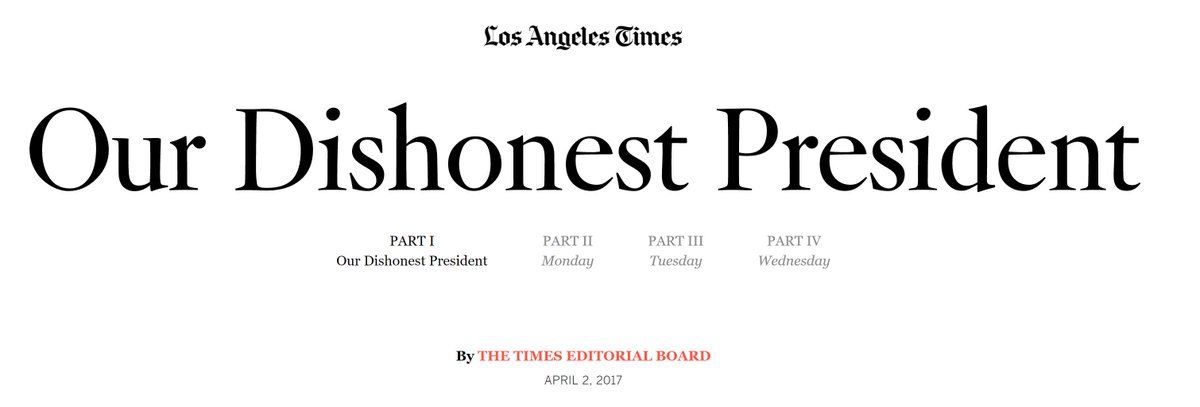 Los Angeles Times
Our Dishonest President
PART I PART II PART III PART IV
Our Dishonest President Monday Tuesday Wednesday
By THE TIMES EDITORIAL BOARD
APRIL 2, 2017